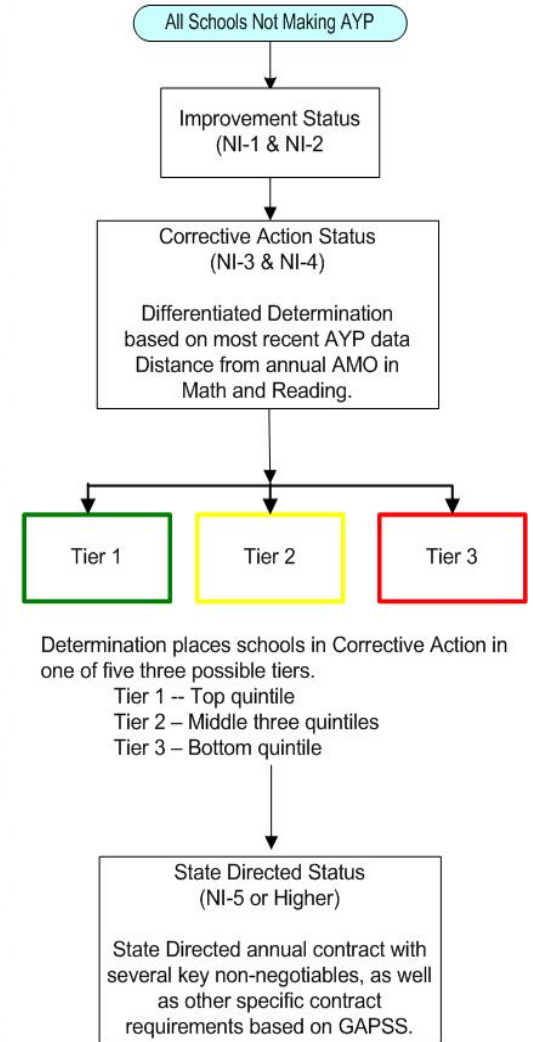 All Schools Not Making AYP
Improvement Status
(NI-1 & NI-2
Corrective Action Status
(NI-3 & NI-4)
Differentiated Determination
based on most recent AYP data
Distance from annual AMO in
Math and Reading.
Tier 1
Tier 2
Tier 3
Determination places schools in Corrective Action in
one of five three possible tiers.
Tier 1 -- Top quintile
Tier 2 – Middle three quintiles
Tier 3 – Bottom quintile
State Directed Status
(NI-5 or Higher)
State Directed annual contract with
several key non-negotiables, as well
as other specific contract
requirements based on GAPSS.